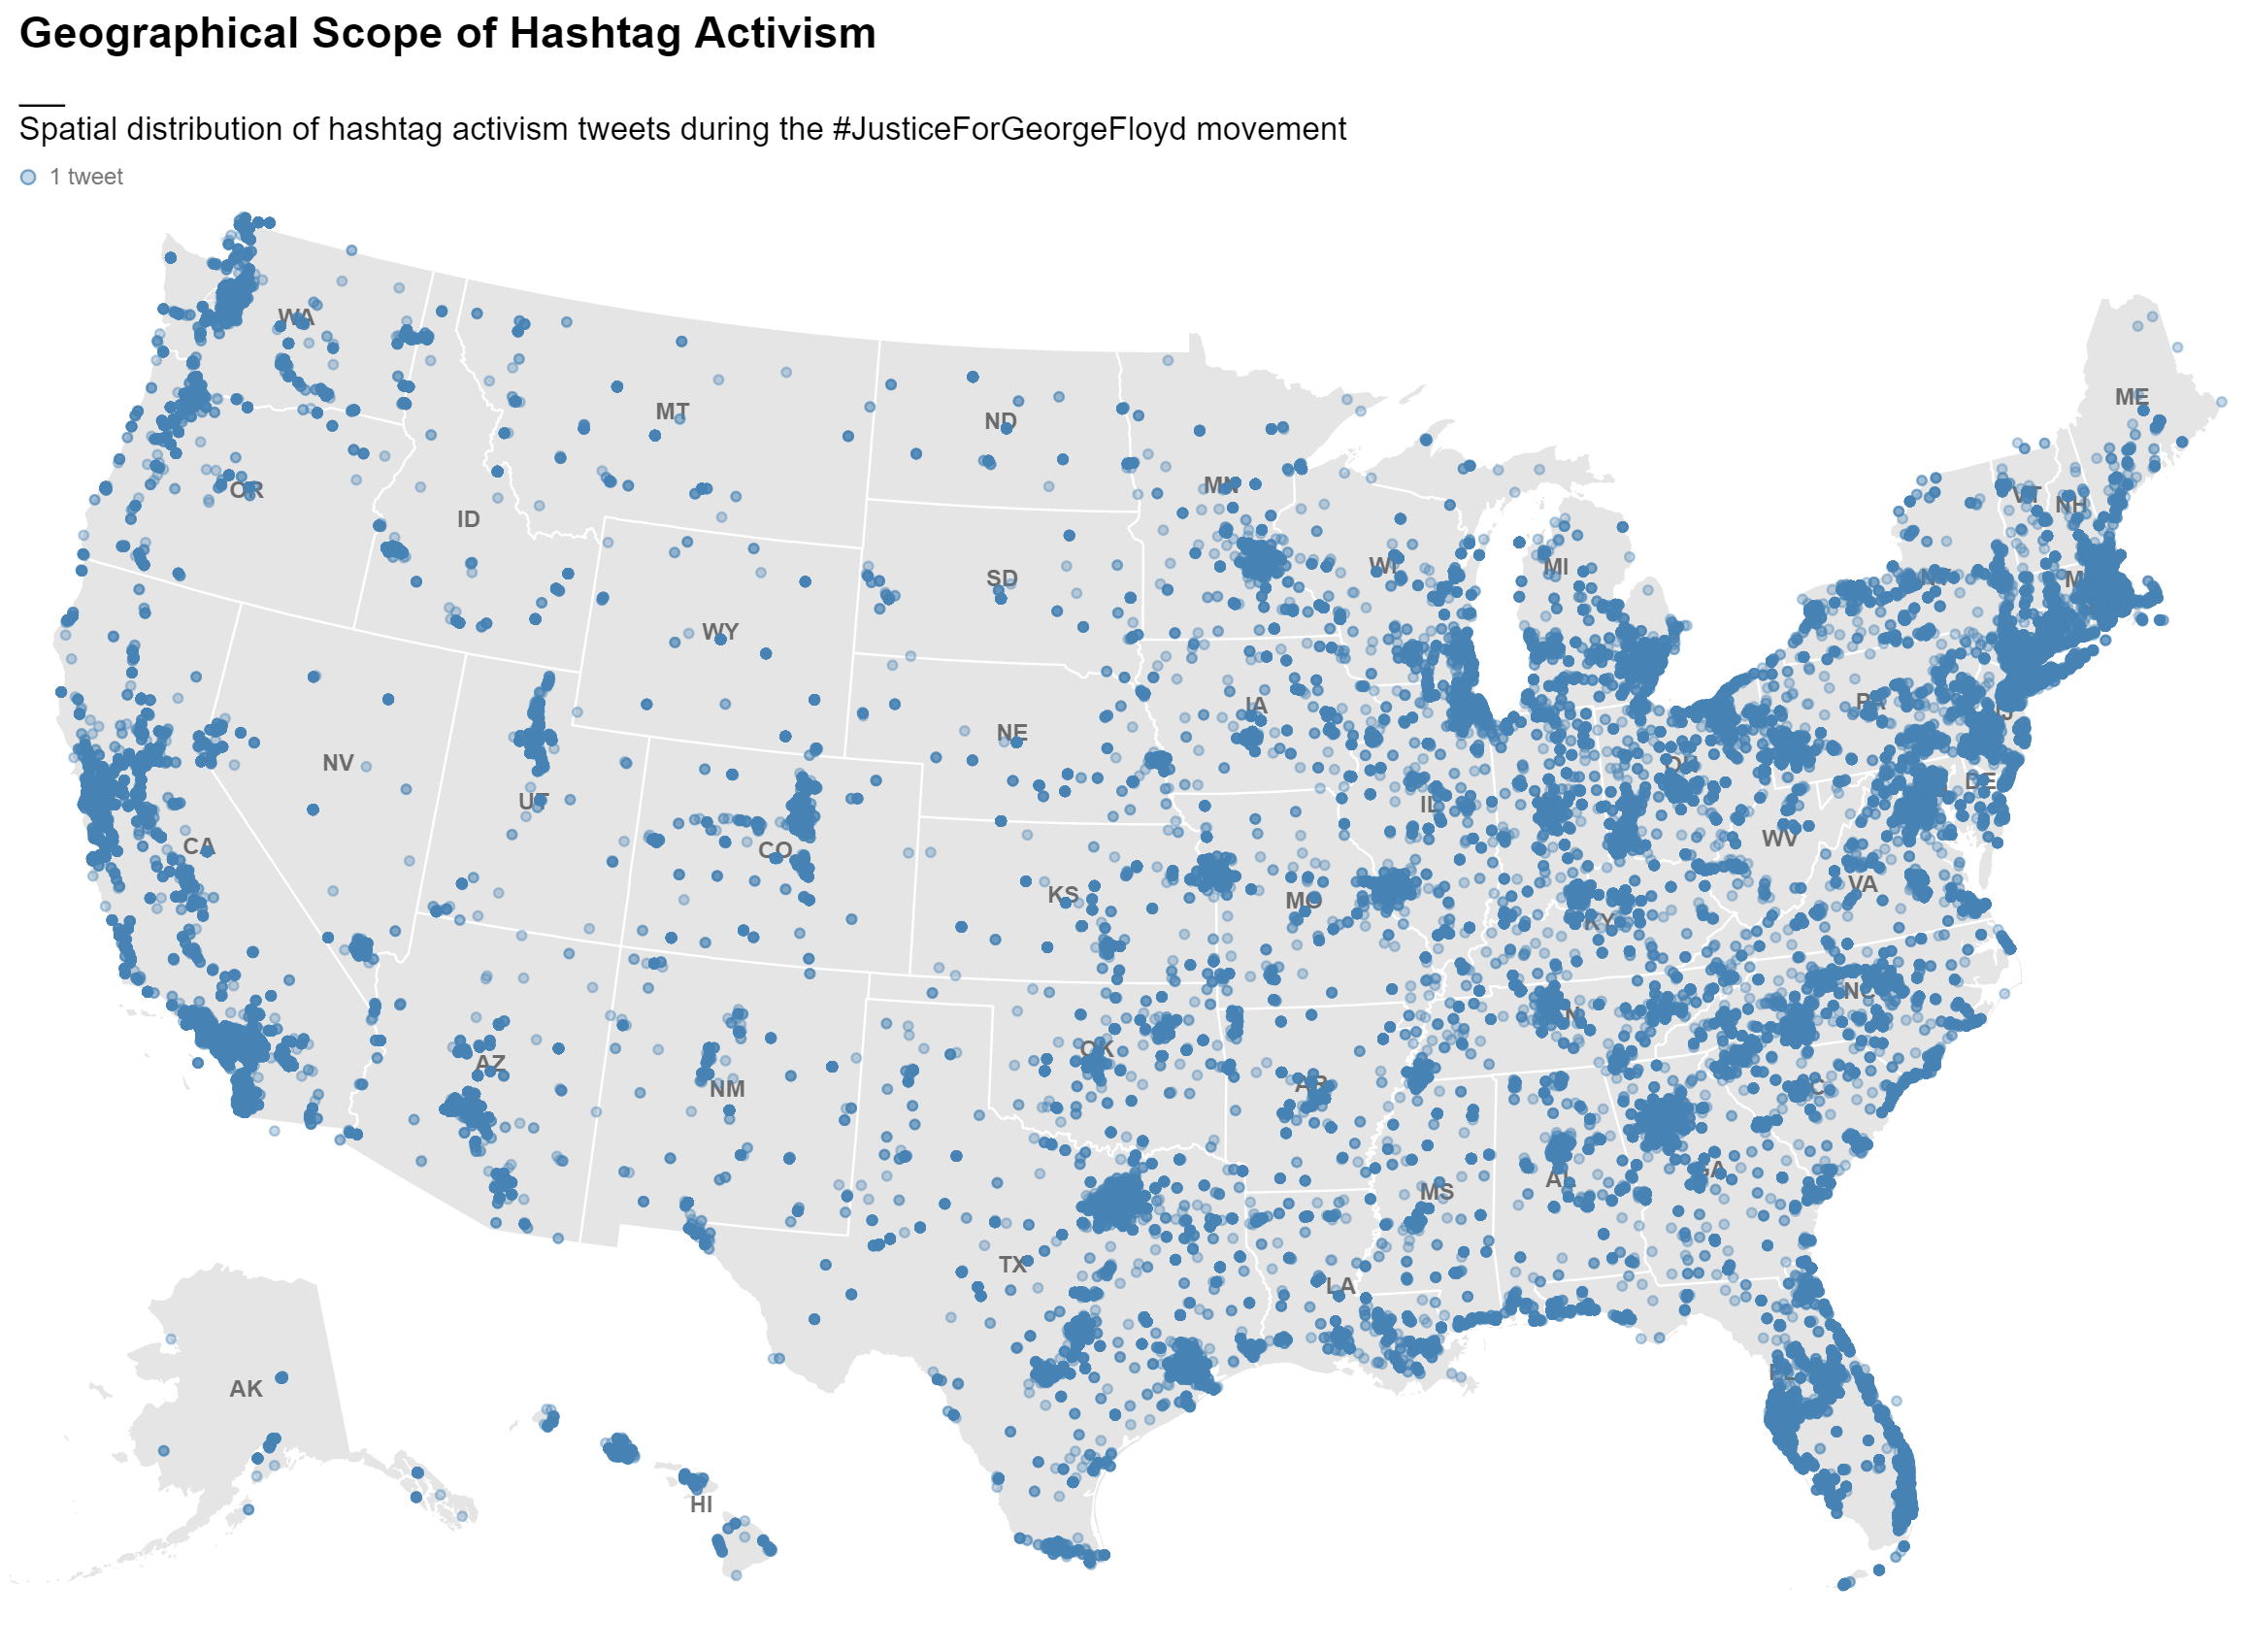 Geographical Scope of Hashtag Activism
Spatial distribution of hashtag activism tweets during the #JusticeForGeorgeFloyd movement
1 tweet
WA
ME
MT
ND
MN
OR
VT
NH
ID
WI
MI
SD
WY
PA
IA
NE
NV
DE
UT
IL
WV
CA
CO
VA
KS
MO
KY
NC
OK
AZ
AR
NM
GA
AL
MS
TX
LA
AK
HI